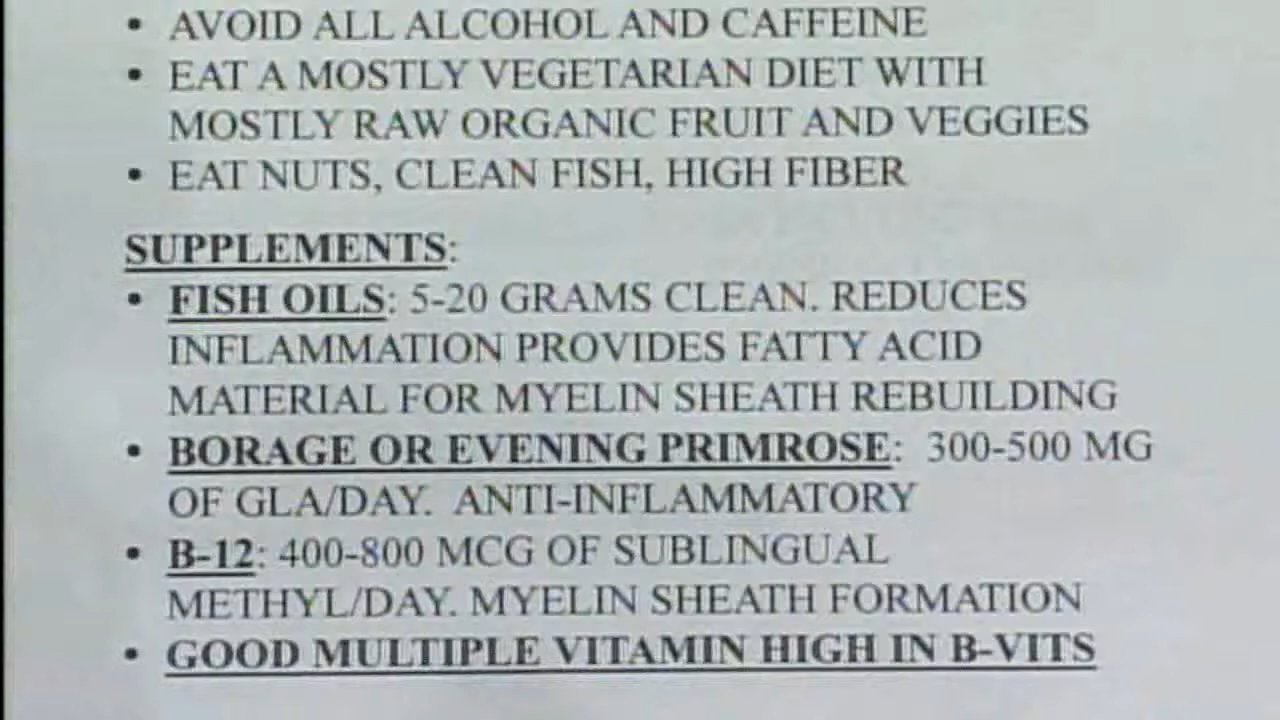 • AVOID ALL ALCOHOL AND CAFFEINE
• EAT A MOSTLY VEGETARIAN DIET WITH
MOSTLY RAW ORGANIC FRUIT AND VEGGIES
• EAT NUTS, CLEAN FISH, HIGH FIBER
SUPPLEMENTS:
• FISH OILS: 5-20 GRAMS CLEAN. REDUCES
INFLAMMATION PROVIDES FATTY ACID
MATERIAL FOR MYELIN SHEATH REBUILDING
• BORAGE OR EVENING PRIMROSE: 300-500 MG
OF GLA/DAY. ANTI-INFLAMMATORY
• B-12: 400-800 MCG OF SUBLINGUAL
METHYL/DAY. MYELIN SHEATH FORMATION
• GOOD MULTIPLE VITAMIN HIGH IN B-VITS